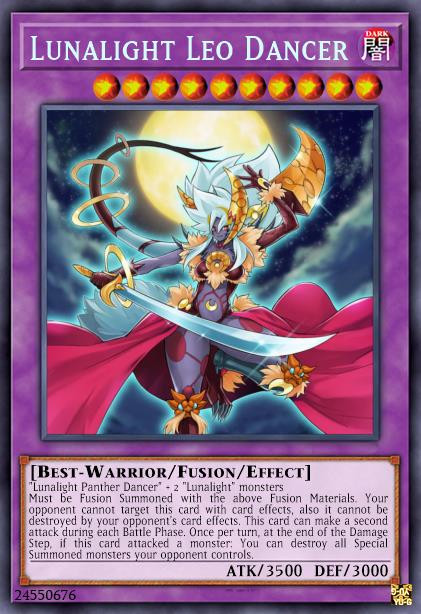 Lunalight Leo Dancer
DARK
闇
[Best-Warrior/Fusion/Effect]
"Lunalight Panther Dancer" + 2 "Lunalight" monsters
Must be Fusion Summoned with the above Fusion Materials. Your
opponent cannot target this card with card effects, also it cannot be
destroyed by your opponent's card effects. This card can make a second
attack during each Battle Phase. Once per turn, at the end of the Damage
Step, if this card attacked a monster: You can destroy all Special
Summoned monsters your opponent controls.
ATK/3500 DEF/3000
24550676